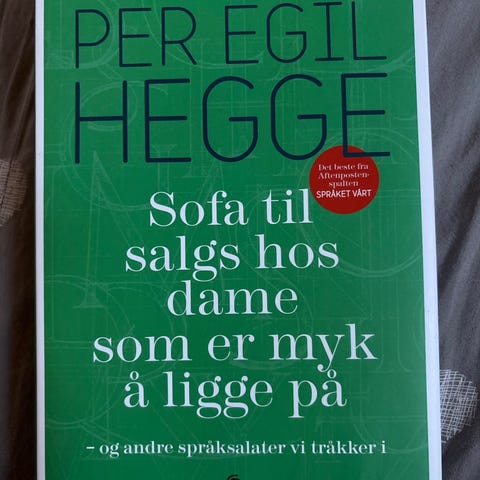 PER EGIL
HEGGE
Det beste fra
Aftenposten-
spalten
SPRÅKET VÅRT
Sofa til
salgs hos
dame
som er myk
å ligge på
– og andre språksalater vi tråkker i